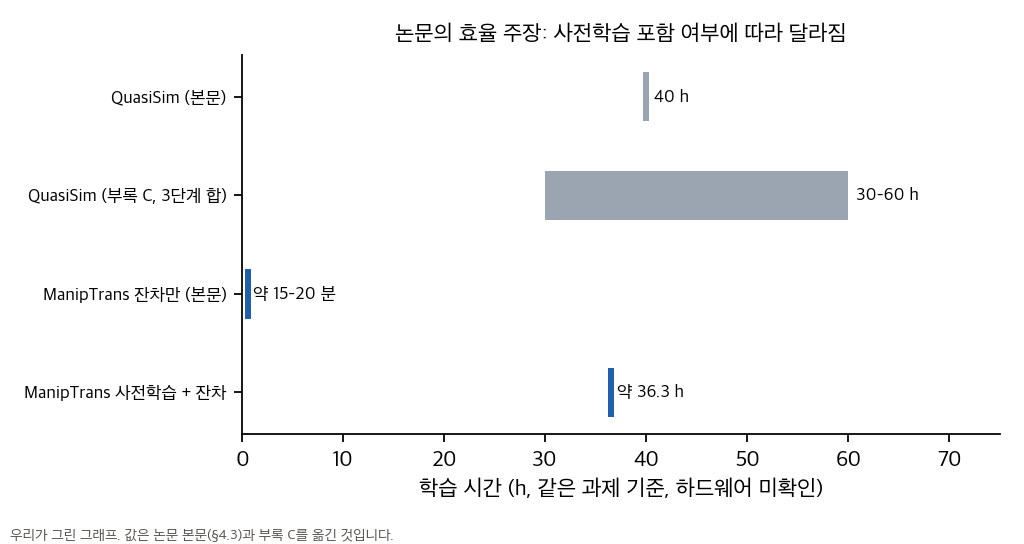 논문의 효율 주장: 사전학습 포함 여부에 따라 달라짐
QuasiSim (본문)
40 h
QuasiSim (부록 C, 3단계 합)
30-60 h
ManipTrans 잔차만 (본문)
약 15-20 분
ManipTrans 사전학습 + 잔차
약 36.3 h
0 10 20 30 40 50 60 70
학습 시간 (h, 같은 과제 기준, 하드웨어 미확인)
우리가 그린 그래프. 값은 논문 본문(§4.3)과 부록 C를 옮긴 것입니다.